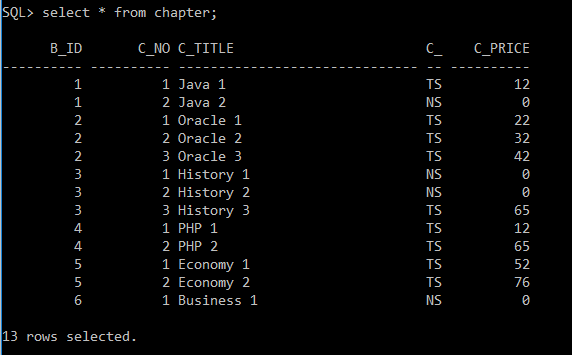 SQL> select * from chapter;
      B_ID       C_NO C_TITLE                        C_    C_PRICE
---------- ---------- ------------------------------ -- ----------
         1          1 Java 1                         TS         12
         1          2 Java 2                         NS          0
         2          1 Oracle 1                       TS         22
         2          2 Oracle 2                       TS         32
         2          3 Oracle 3                       TS         42
         3          1 History 1                      NS          0
         3          2 History 2                      NS          0
         3          3 History 3                      TS         65
         4          1 PHP 1                          TS         12
         4          2 PHP 2                          TS         65
         5          1 Economy 1                      TS         52
         5          2 Economy 2                      TS         76
         6          1 Business 1                     NS          0
13 rows selected.